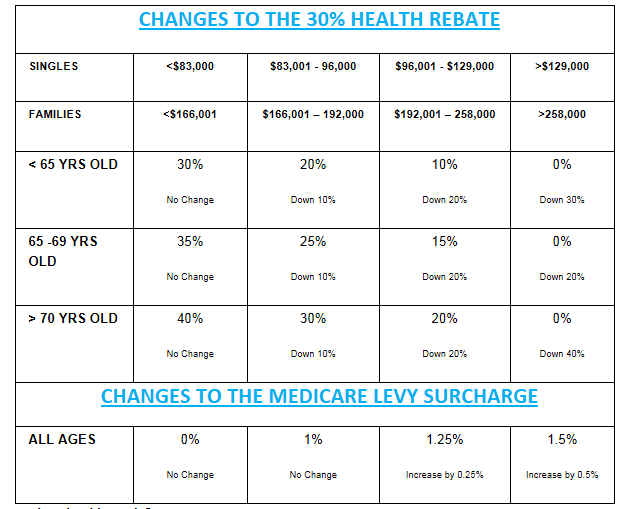 CHANGES TO THE 30% HEALTH REBATE
SINGLES <$83,000 $83,001 - 96,000 $96,001 - $129,000 >$129,000
FAMILIES <$166,001 $166,001 – 192,000 $192,001 – 258,000 >258,000
< 65 YRS OLD 30% 20% 10% 0%
No Change Down 10% Down 20% Down 30%
65 -69 YRS 35% 25% 15% 0%
OLD
No Change Down 10% Down 20% Down 20%
> 70 YRS OLD 40% 30% 20% 0%
No Change Down 10% Down 20% Down 40%
CHANGES TO THE MEDICARE LEVY SURCHARGE
ALL AGES 0% 1% 1.25% 1.5%
No Change No Change Increase by 0.25% Increase by 0.5%